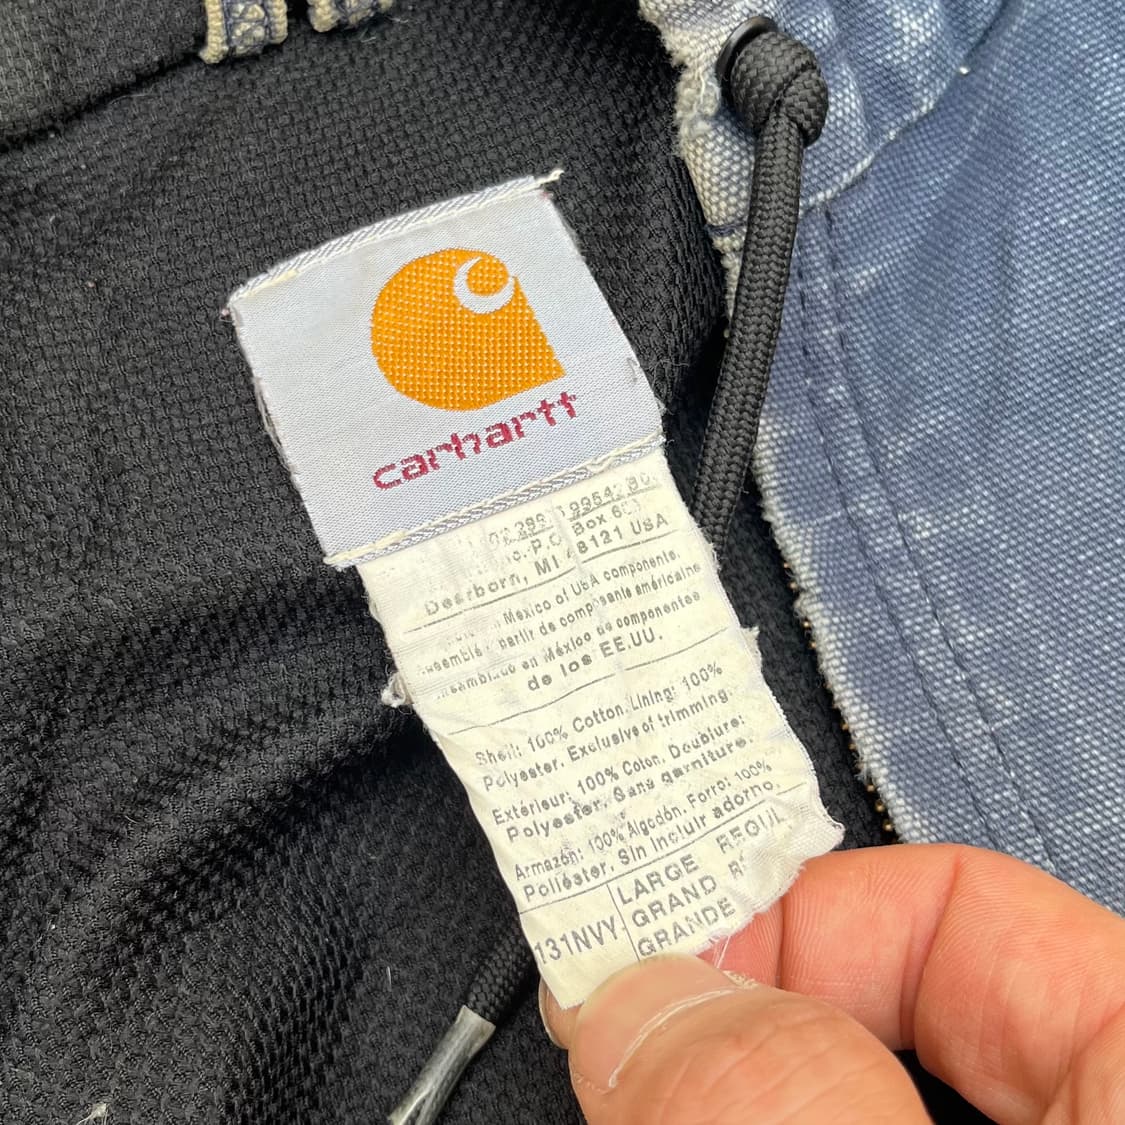 carhartt
P.O. Box
Dearborn, MI 48121 USA
in Mexico of USA components.
partir de composante américaine
en México de componentes
de los EE.UU.
Shell: 100% Cotton. Lining: 100%
Polyester. Exclusive of trimming.
Extérieur: 100% Coton. Doublure:
Polyester. Sans garniture.
Armazón: 100% Algodón. Forro: 100%
Poliéster. Sin incluir adorno.
LARGE REGUL
GRAND
131NVY GRANDE